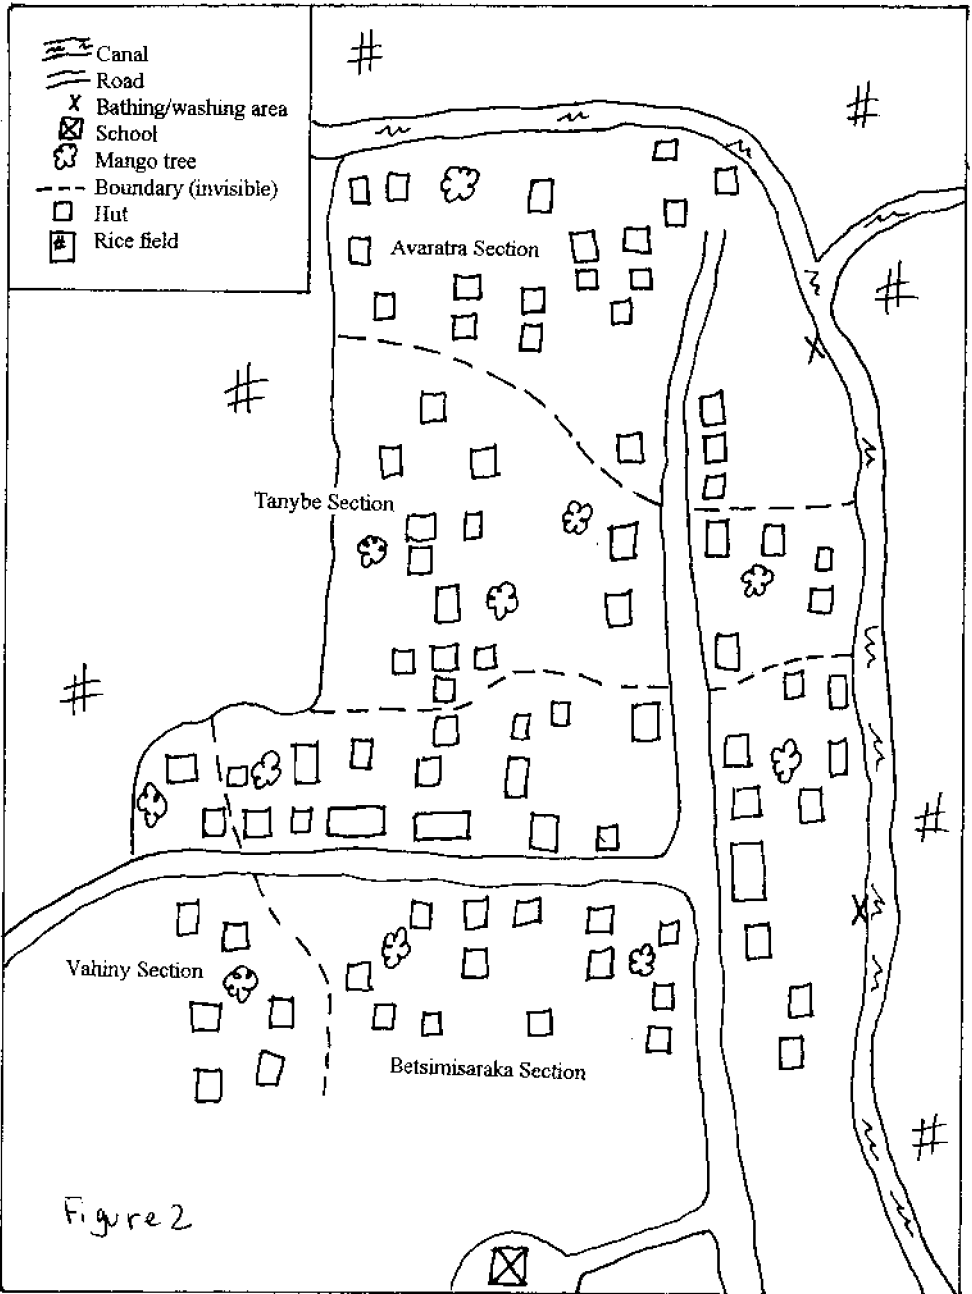 Canal
Road
X Bathing/washing area
School
Mango tree
Boundary (invisible)
Hut
# Rice field
Avaratra Section
Tanybe Section
Vahiny Section
Betsimisaraka Section
Figure 2